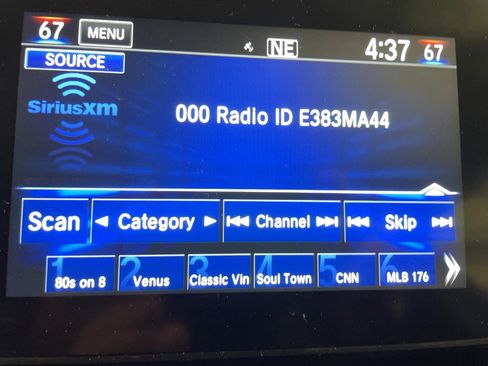 67 MENU NE 4:37 67
SOURCE
SiriusXM
000 Radio ID E383MA44
Scan Category Channel Skip
1 2 3 4 5 6
80s on 8 Venus Classic Vin Soul Town CNN MLB 176